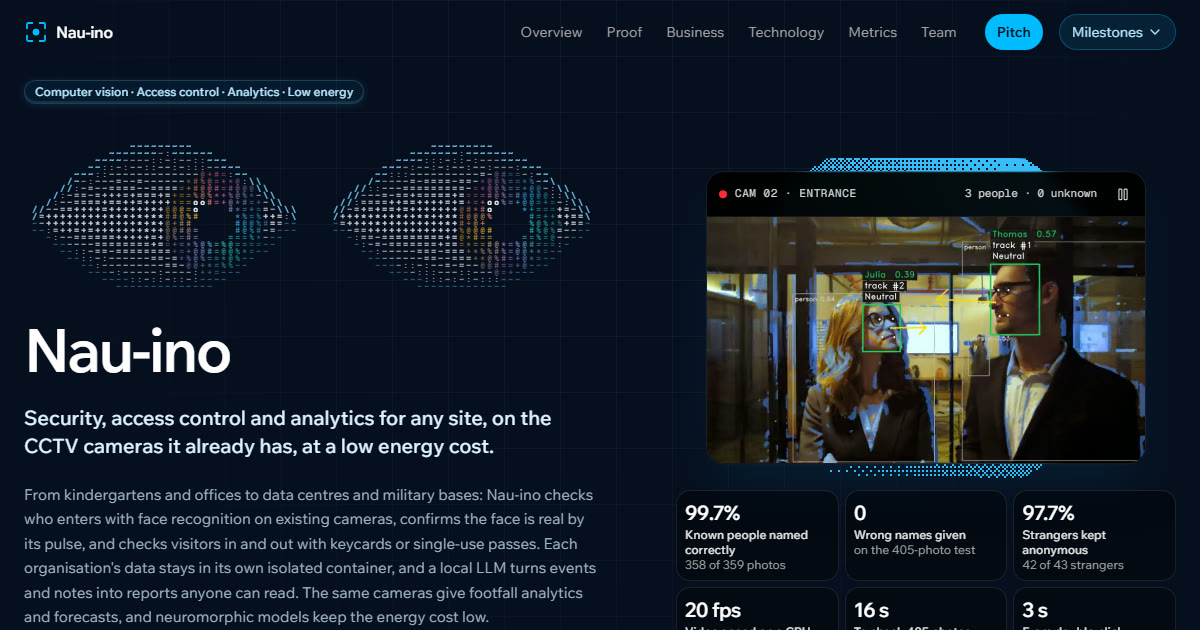 Nau-ino
Overview
Proof
Business
Technology
Metrics
Team
Pitch
Milestones
Computer vision · Access control · Analytics · Low energy
Nau-ino
Security, access control and analytics for any site, on the
CCTV cameras it already has, at a low energy cost.
From kindergartens and offices to data centres and military bases: Nau-ino checks
who enters with face recognition on existing cameras, confirms the face is real by
its pulse, and checks visitors in and out with keycards or single-use passes. Each
organisation's data stays in its own isolated container, and a local LLM turns events
and notes into reports anyone can read. The same cameras give footfall analytics
and forecasts, and neuromorphic models keep the energy cost low.
CAM 02 · ENTRANCE
3 people · 0 unknown
Thomas 0.57
track #1
Neutral
person
Julia 0.39
track #2
Neutral
person
99.7%
Known people named
correctly
358 of 359 photos
0
Wrong names given
on the 405-photo test
97.7%
Strangers kept
anonymous
42 of 43 strangers
20 fps
16 s
3 s